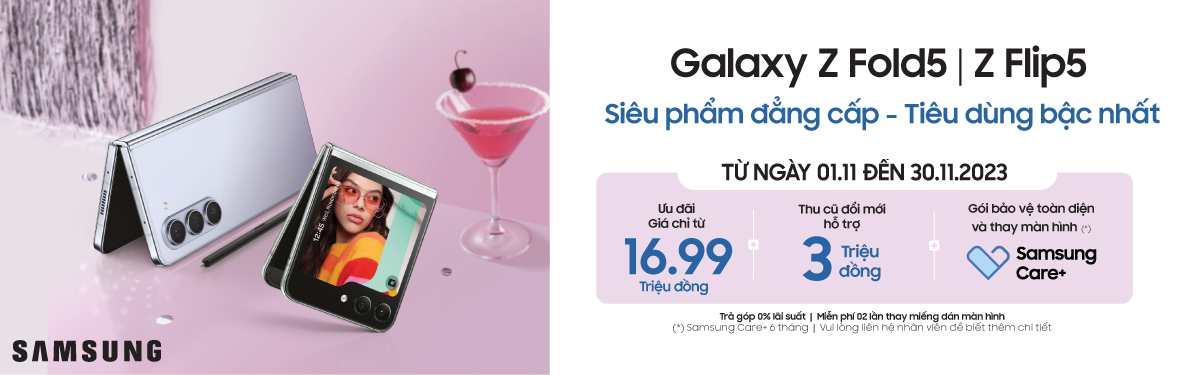 Galaxy Z Fold5 | Z Flip5
Siêu phẩm đẳng cấp - Tiêu dùng bậc nhất
TỪ NGÀY 01.11 ĐẾN 30.11.2023
Ưu đãi
Giá chỉ từ
16.99
Triệu đồng
Thu cũ đổi mới
hỗ trợ
3 Triệu
đồng
Gói bảo vệ toàn diện
và thay màn hình (*)
Samsung
Care+
Trả góp 0% lãi suất | Miễn phí 02 lần thay miếng dán màn hình
(*) Samsung Care+ 6 tháng | Vui lòng liên hệ nhân viên để biết thêm chi tiết
12:45
SAMSUNG